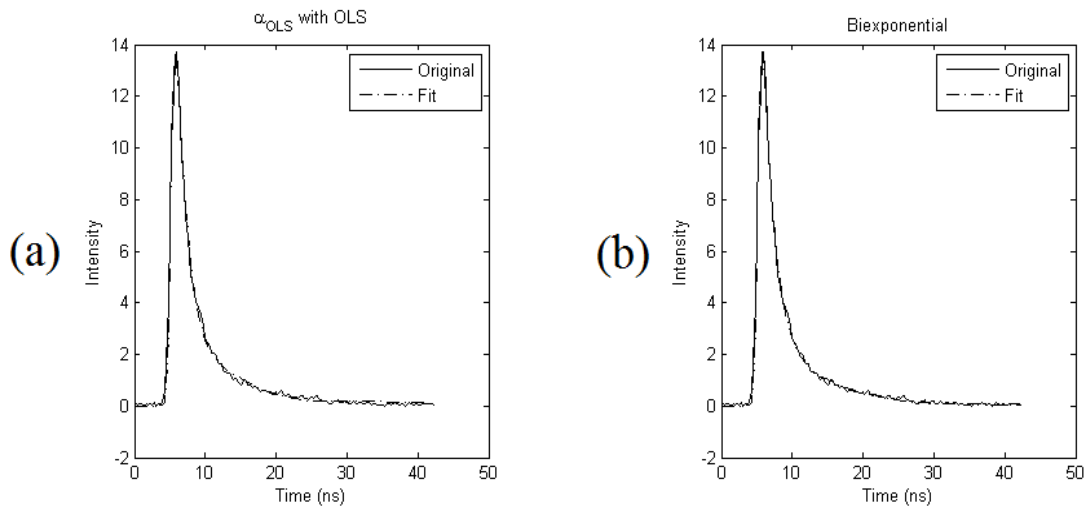 α_OLS with OLS
14
12
10
8
6
4
2
0
-2
0 10 20 30 40 50
Intensity
Time (ns)
Original
Fit
(a)
Biexponential
14
12
10
8
6
4
2
0
-2
0 10 20 30 40 50
Intensity
Time (ns)
Original
Fit
(b)